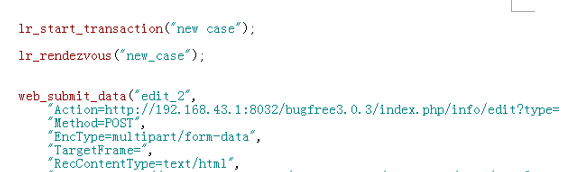 lr_start_transaction("new case");
lr_rendezvous("new_case");
web_submit_data("edit_2",
"Action=http://192.168.43.1:8032/bugfree3.0.3/index.php/info/edit?type=
"Method=POST",
"EncType=multipart/form-data",
"TargetFrame=",
"RecContentType=text/html",